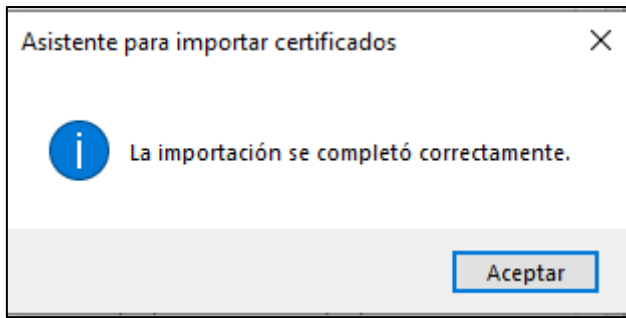 Asistente para importar certificados
La importación se completó correctamente.
Aceptar